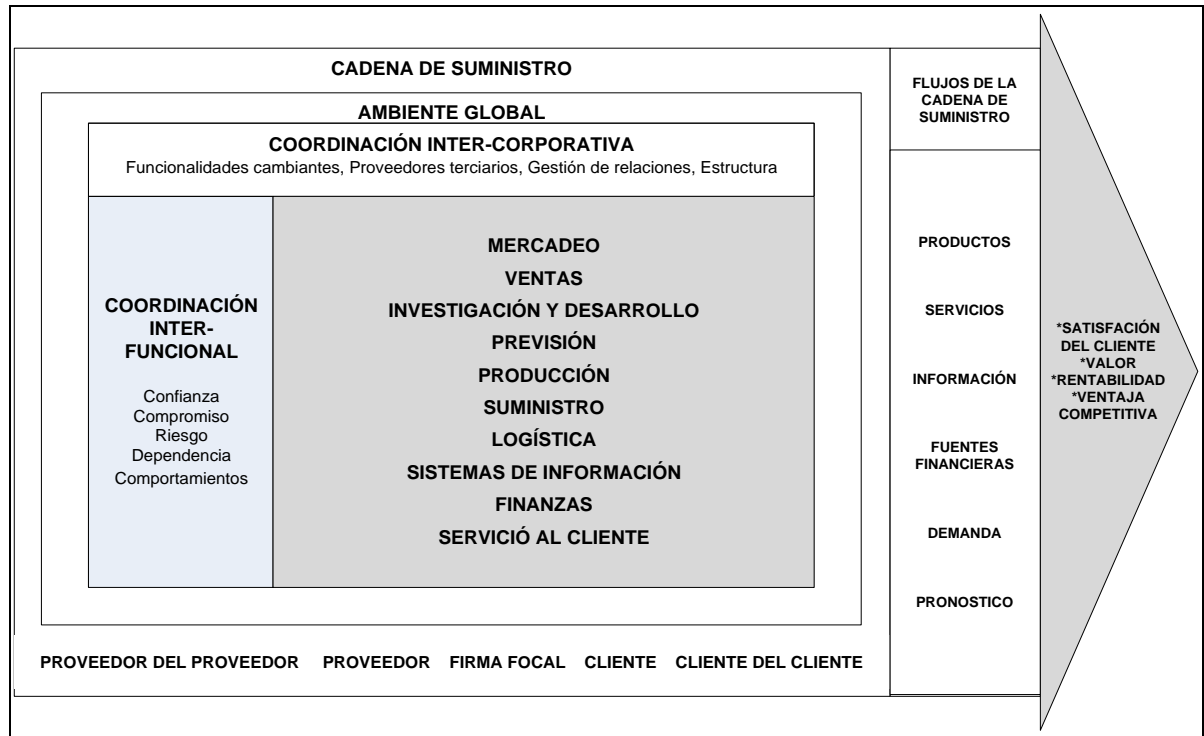 CADENA DE SUMINISTRO
AMBIENTE GLOBAL
COORDINACIÓN INTER-CORPORATIVA
Funcionalidades cambiantes, Proveedores terciarios, Gestión de relaciones, Estructura
COORDINACIÓN
INTER-
FUNCIONAL
Confianza
Compromiso
Riesgo
Dependencia
Comportamientos
MERCADEO
VENTAS
INVESTIGACIÓN Y DESARROLLO
PREVISIÓN
PRODUCCIÓN
SUMINISTRO
LOGÍSTICA
SISTEMAS DE INFORMACIÓN
FINANZAS
SERVICIÓ AL CLIENTE
PROVEEDOR DEL PROVEEDOR PROVEEDOR FIRMA FOCAL CLIENTE CLIENTE DEL CLIENTE
FLUJOS DE LA
CADENA DE
SUMINISTRO
PRODUCTOS
SERVICIOS
INFORMACIÓN
FUENTES
FINANCIERAS
DEMANDA
PRONOSTICO
*SATISFACIÓN
DEL CLIENTE
*VALOR
*RENTABILIDAD
*VENTAJA
COMPETITIVA